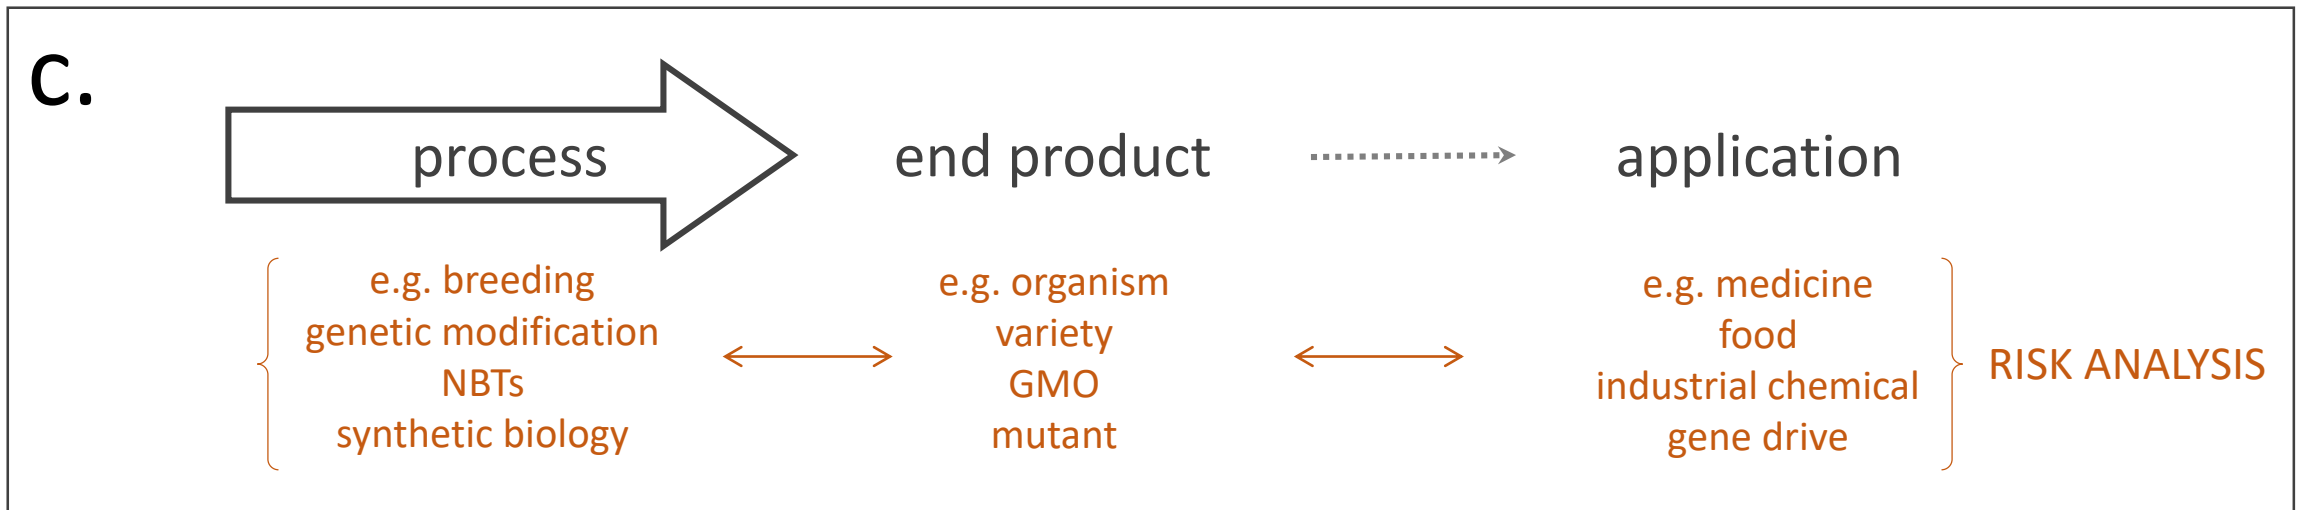 c.
process
end product
application
e.g. breeding
genetic modification
NBTs
synthetic biology
e.g. organism
variety
GMO
mutant
e.g. medicine
food
industrial chemical
gene drive
RISK ANALYSIS